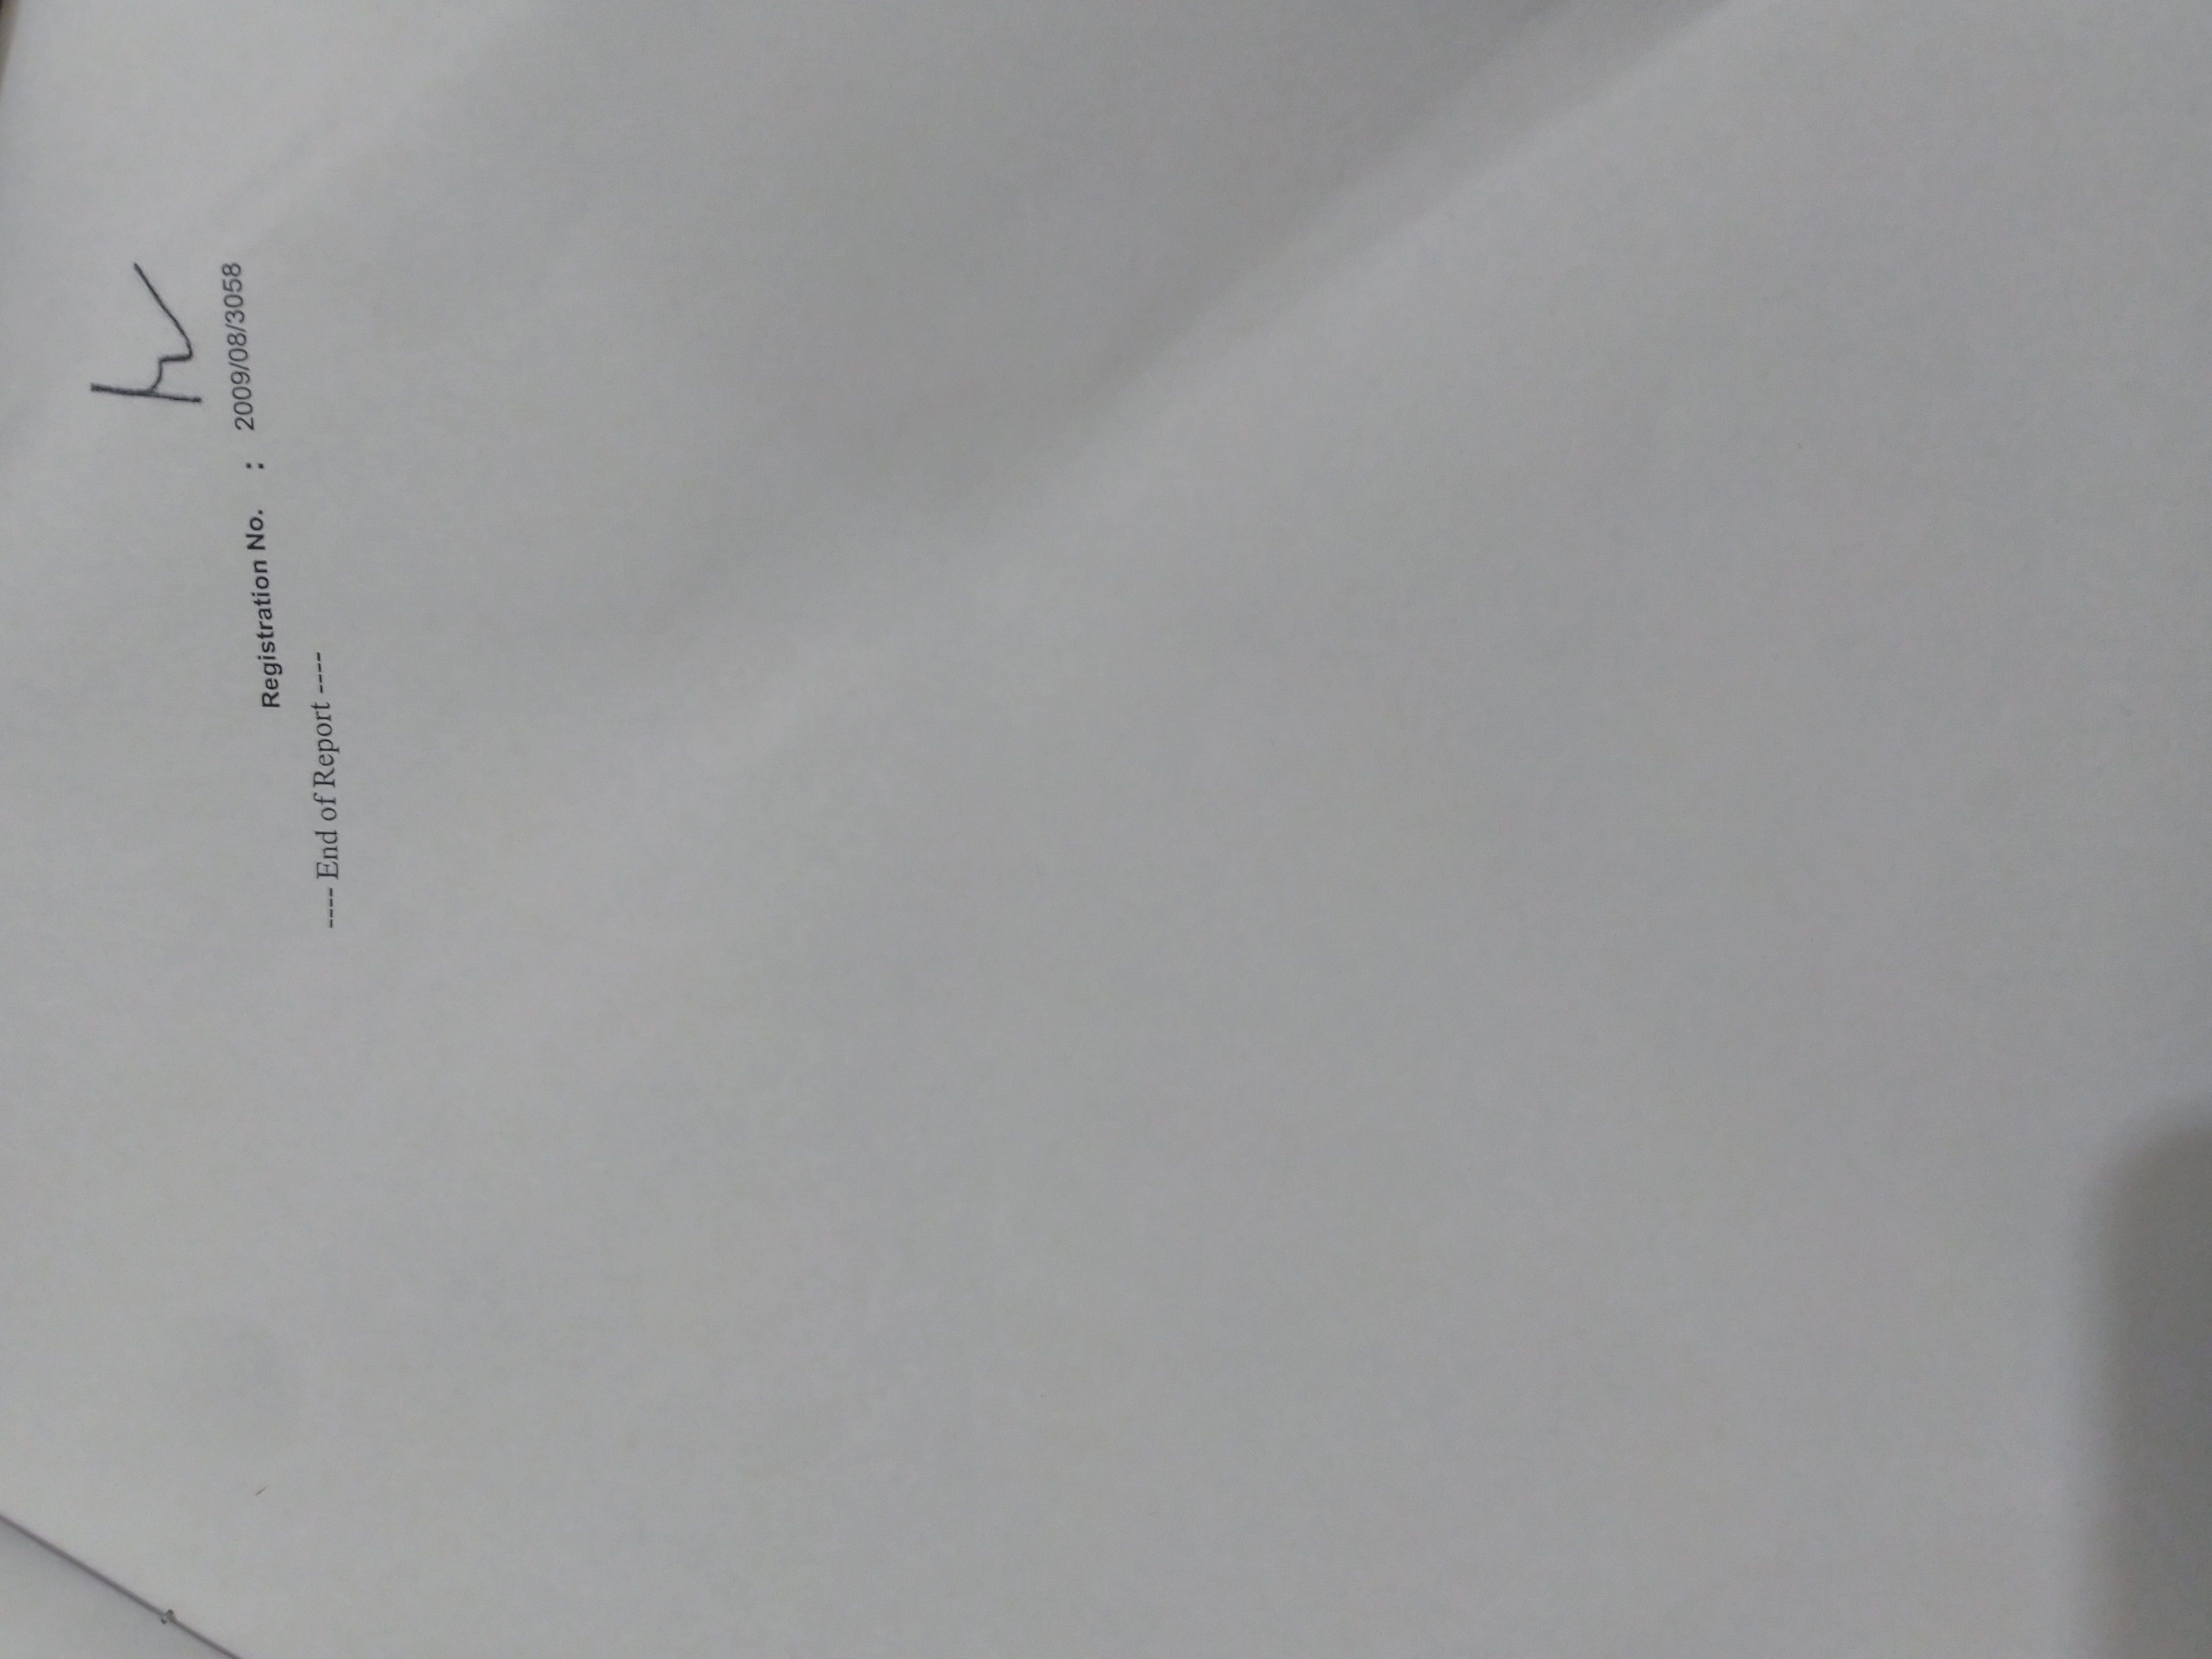 Registration No. : 2009/08/3058
---- End of Report ----